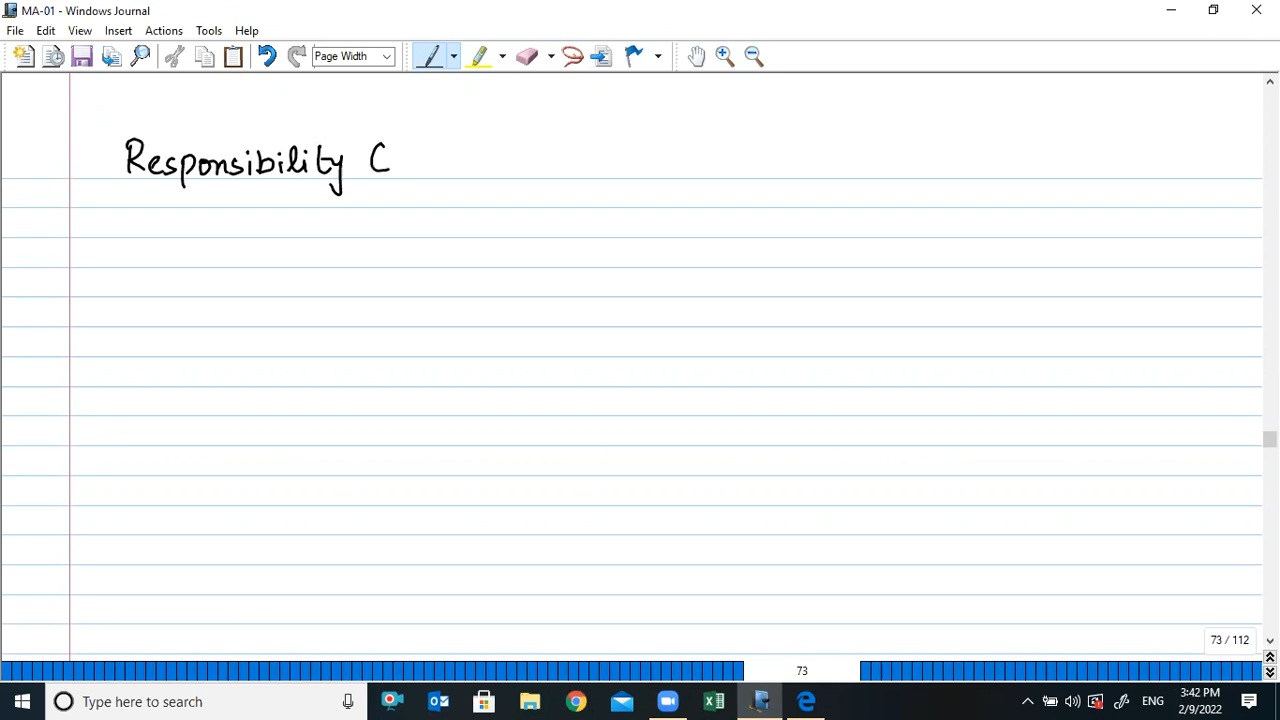 MA-01 - Windows Journal
File Edit View Insert Actions Tools Help
Page Width
Responsibility C
73 / 112
73
Type here to search
ENG
3:42 PM
2/9/2022